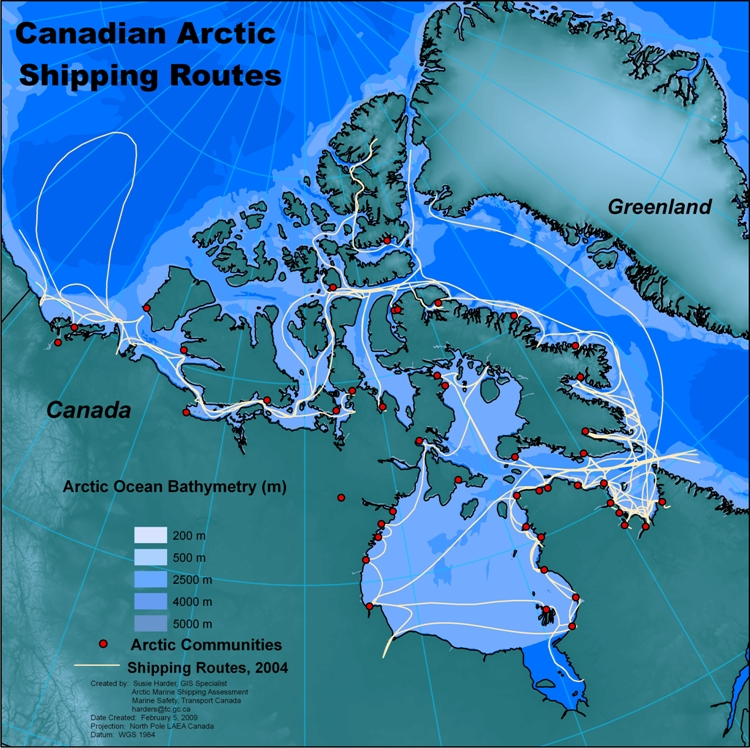 Canadian Arctic
Shipping Routes
Greenland
Canada
Arctic Ocean Bathymetry (m)
200 m
500 m
2500 m
4000 m
5000 m
Arctic Communities
Shipping Routes, 2004
Created by: Susie Harder, GIS Specialist
Arctic Marine Shipping Assessment
Marine Safety, Transport Canada
harders@tc.gc.ca
Date Created: February 5, 2009
Projection: North Pole LAEA Canada
Datum: WGS 1984